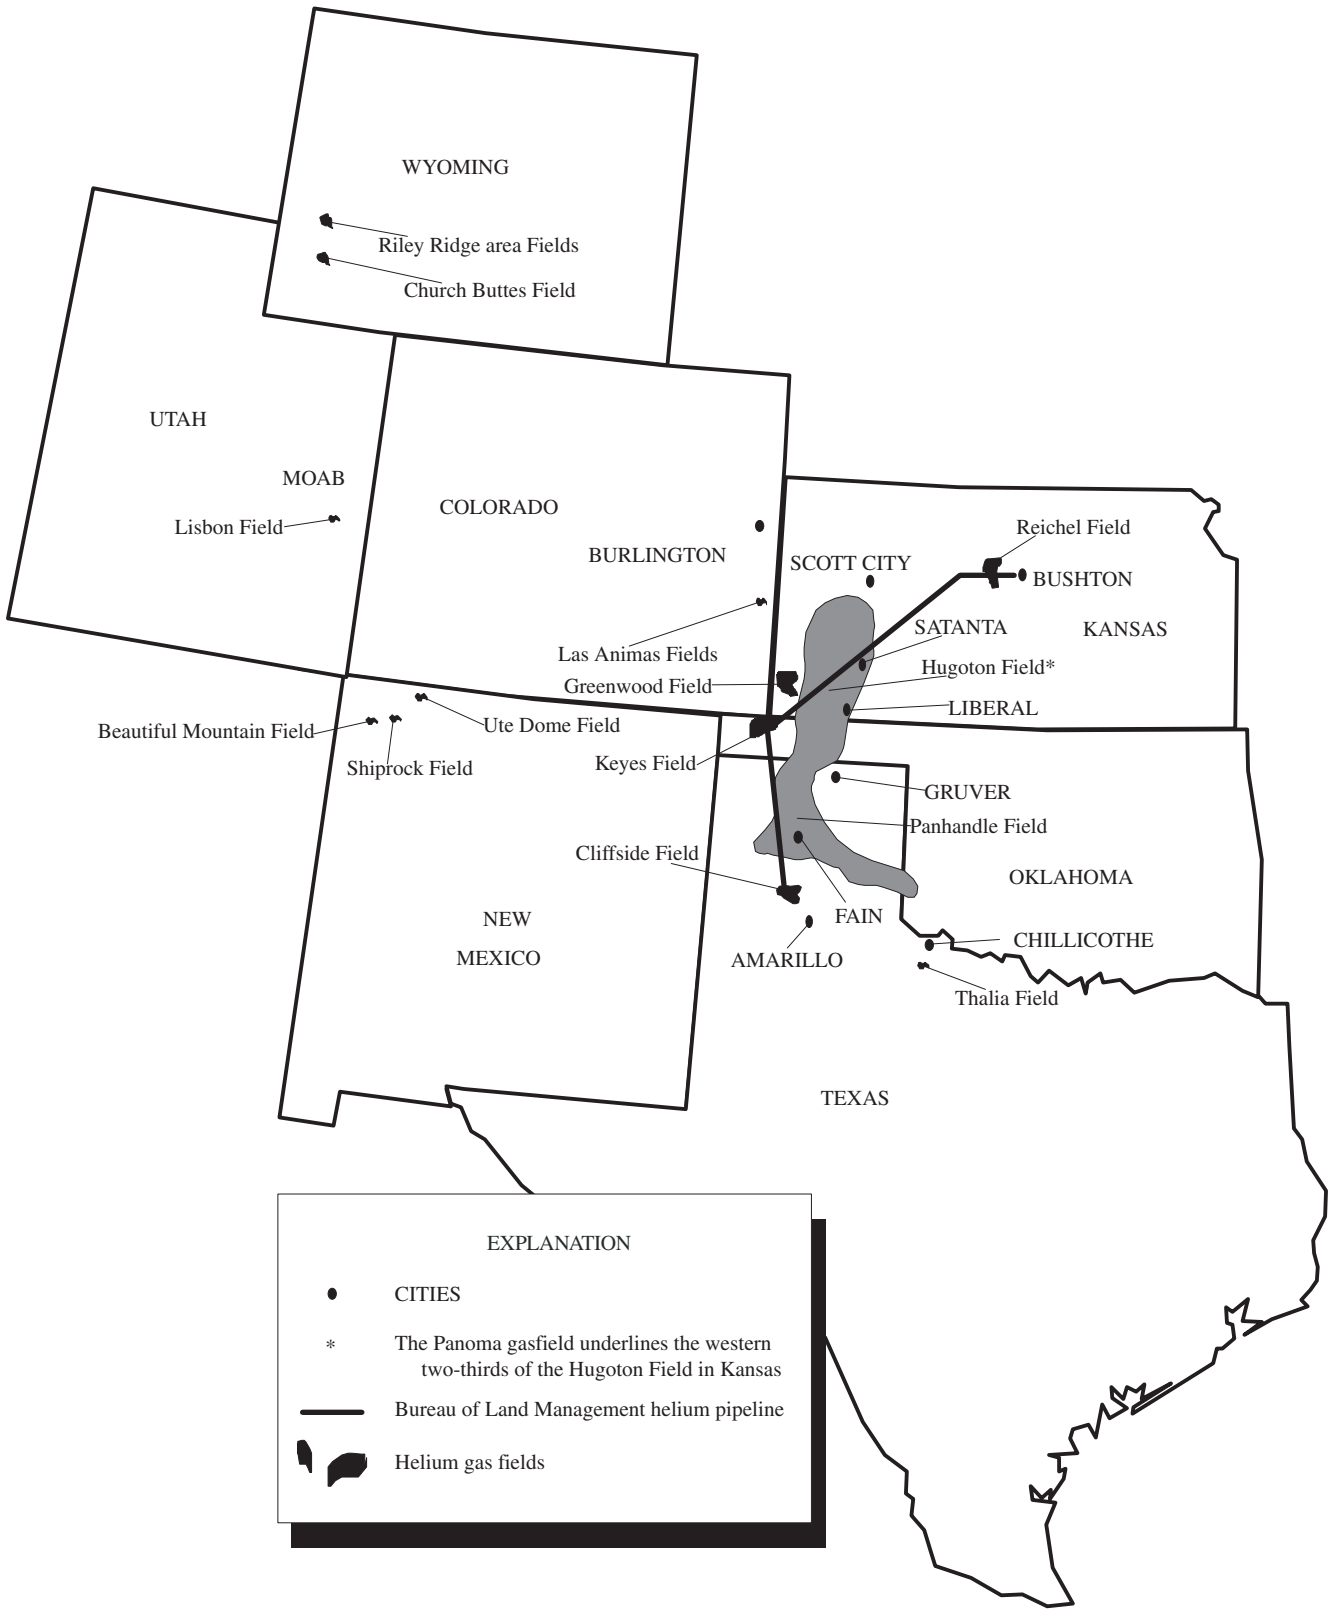 WYOMING
Riley Ridge area Fields
Church Buttes Field
UTAH
MOAB
Lisbon Field
COLORADO
BURLINGTON
Las Animas Fields
Greenwood Field
SCOTT CITY
Reichel Field
BUSHTON
SATANTA
KANSAS
Hugoton Field*
LIBERAL
Beautiful Mountain Field
Shiprock Field
Ute Dome Field
Keyes Field
GRUVER
Panhandle Field
Cliffside Field
OKLAHOMA
NEW
MEXICO
FAIN
AMARILLO
CHILLICOTHE
Thalia Field
TEXAS
EXPLANATION
CITIES
* The Panoma gasfield underlines the western
two-thirds of the Hugoton Field in Kansas
Bureau of Land Management helium pipeline
Helium gas fields